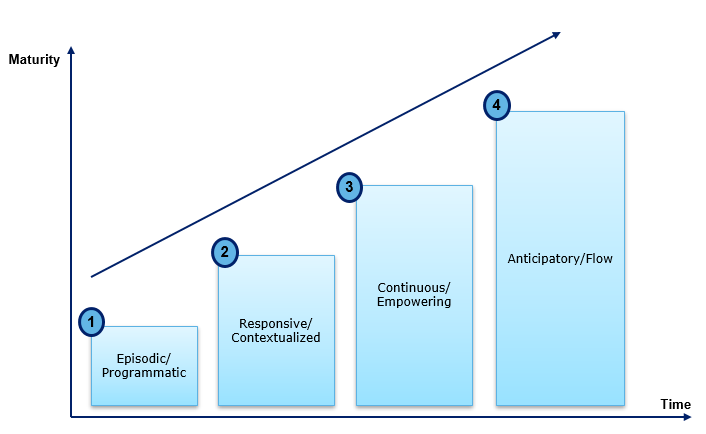 Maturity
4
3
2
Anticipatory/Flow
Continuous/
Empowering
1
Responsive/
Contextualized
Episodic/
Programmatic
Time